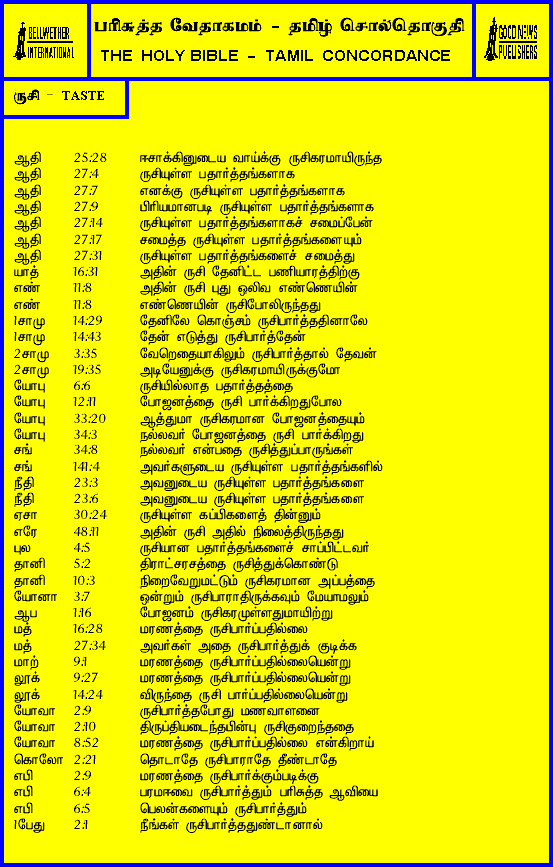 BELLWETHER
INTERNATIONAL
பரிசுத்த வேதாகமம் - தமிழ் சொல்தொகுதி
THE HOLY BIBLE - TAMIL CONCORDANCE
GOOD NEWS
PUBLISHERS
ருசி - TASTE
ஆதி 25:28 ஈசாக்கினுடைய வாய்க்கு ருசிகரமாயிருந்த
ஆதி 27:4 ருசியுள்ள பதார்த்தங்களாக
ஆதி 27:7 எனக்கு ருசியுள்ள பதார்த்தங்களாக
ஆதி 27:9 பிரியமானபடி ருசியுள்ள பதார்த்தங்களாக
ஆதி 27:14 ருசியுள்ள பதார்த்தங்களாகச் சமைப்பேன்
ஆதி 27:17 சமைத்த ருசியுள்ள பதார்த்தங்களையும்
ஆதி 27:31 ருசியுள்ள பதார்த்தங்களைச் சமைத்து
யாத் 16:31 அதின் ருசி தேனிட்ட பணியாரத்திற்கு
எண் 11:8 அதின் ருசி புது ஒலிவ எண்ணெயின்
எண் 11:8 எண்ணெயின் ருசிபோலிருந்தது
1சாமு 14:29 தேனிலே கொஞ்சம் ருசிபார்த்ததினாலே
1சாமு 14:43 தேன் எடுத்து ருசிபார்த்தேன்
2சாமு 3:35 வேறெதையாகிலும் ருசிபார்த்தால் தேவன்
2சாமு 19:35 அடியேனுக்கு ருசிகரமாயிருக்குமோ
யோபு 6:6 ருசியில்லாத பதார்த்தத்தை
யோபு 12:11 போஜனத்தை ருசி பார்க்கிறதுபோல
யோபு 33:20 ஆத்துமா ருசிகரமான போஜனத்தையும்
யோபு 34:3 நல்லவர் போஜனத்தை ருசி பார்க்கிறது
சங் 34:8 நல்லவர் என்பதை ருசித்துப்பாருங்கள்
சங் 141:4 அவர்களுடைய ருசியுள்ள பதார்த்தங்களில்
நீதி 23:3 அவனுடைய ருசியுள்ள பதார்த்தங்களை
நீதி 23:6 அவனுடைய ருசியுள்ள பதார்த்தங்களை
ஏசா 30:24 ருசியுள்ள கப்பிகளைத் தின்னும்
எரே 48:11 அதின் ருசி அதில் நிலைத்திருந்தது
புல 4:5 ருசியான பதார்த்தங்களைச் சாப்பிட்டவர்
தானி 5:2 திராட்சரசத்தை ருசித்துக்கொண்டு
தானி 10:3 நிறைவேறுமட்டும் ருசிகரமான அப்பத்தை
யோனா 3:7 ஒன்றும் ருசிபாராதிருக்கவும் மேயாமலும்
ஆப 1:16 போஜனம் ருசிகரமுள்ளதுமாயிற்று
மத் 16:28 மரணத்தை ருசிபார்ப்பதில்லை
மத் 27:34 அவர்கள் அதை ருசிபார்த்துக் குடிக்க
மாற் 9:1 மரணத்தை ருசிபார்ப்பதில்லையென்று
லூக் 9:27 மரணத்தை ருசிபார்ப்பதில்லையென்று
லூக் 14:24 விருந்தை ருசி பார்ப்பதில்லையென்று
யோவா 2:9 ருசிபார்த்தபோது மணவாளனை
யோவா 2:10 திருப்தியடைந்தபின்பு ருசிகுறைந்ததை
யோவா 8:52 மரணத்தை ருசிபார்ப்பதில்லை என்கிறாய்
கொலோ 2:21 தொடாதே ருசிபாராதே தீண்டாதே
எபி 2:9 மரணத்தை ருசிபார்க்கும்படிக்கு
எபி 6:4 பரமஈவை ருசிபார்த்தும் பரிசுத்த ஆவியை
எபி 6:5 பெலன்களையும் ருசிபார்த்தும்
1பேது 2:1 நீங்கள் ருசிபார்த்ததுண்டானால்